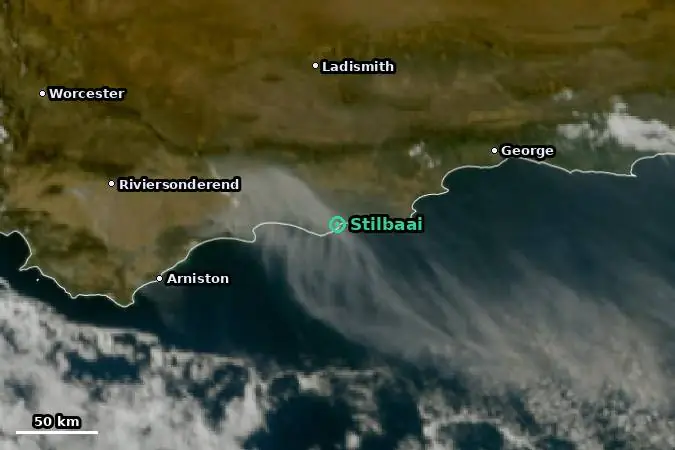 Ladismith
Worcester
George
Riviersonderend
Stilbaai
Arniston
50 km